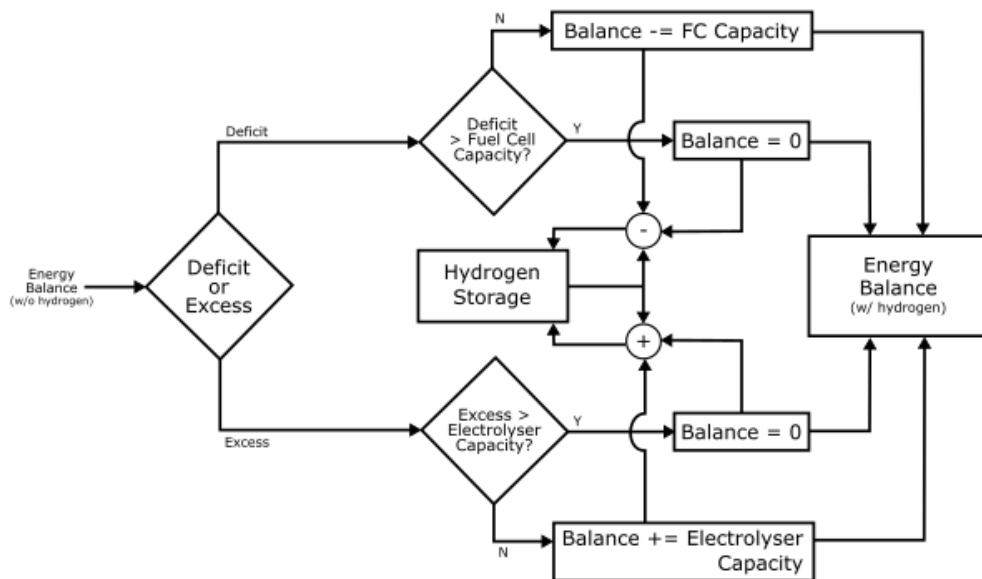 N
Balance -= FC Capacity
Deficit
Deficit
> Fuel Cell
Capacity?
Y
Balance = 0
Energy
Balance
(w/o hydrogen)
Deficit
or
Excess
-
Hydrogen
Storage
+
Energy
Balance
(w/ hydrogen)
Excess
Excess >
Electrolyser
Capacity?
Y
Balance = 0
N
Balance += Electrolyser
Capacity